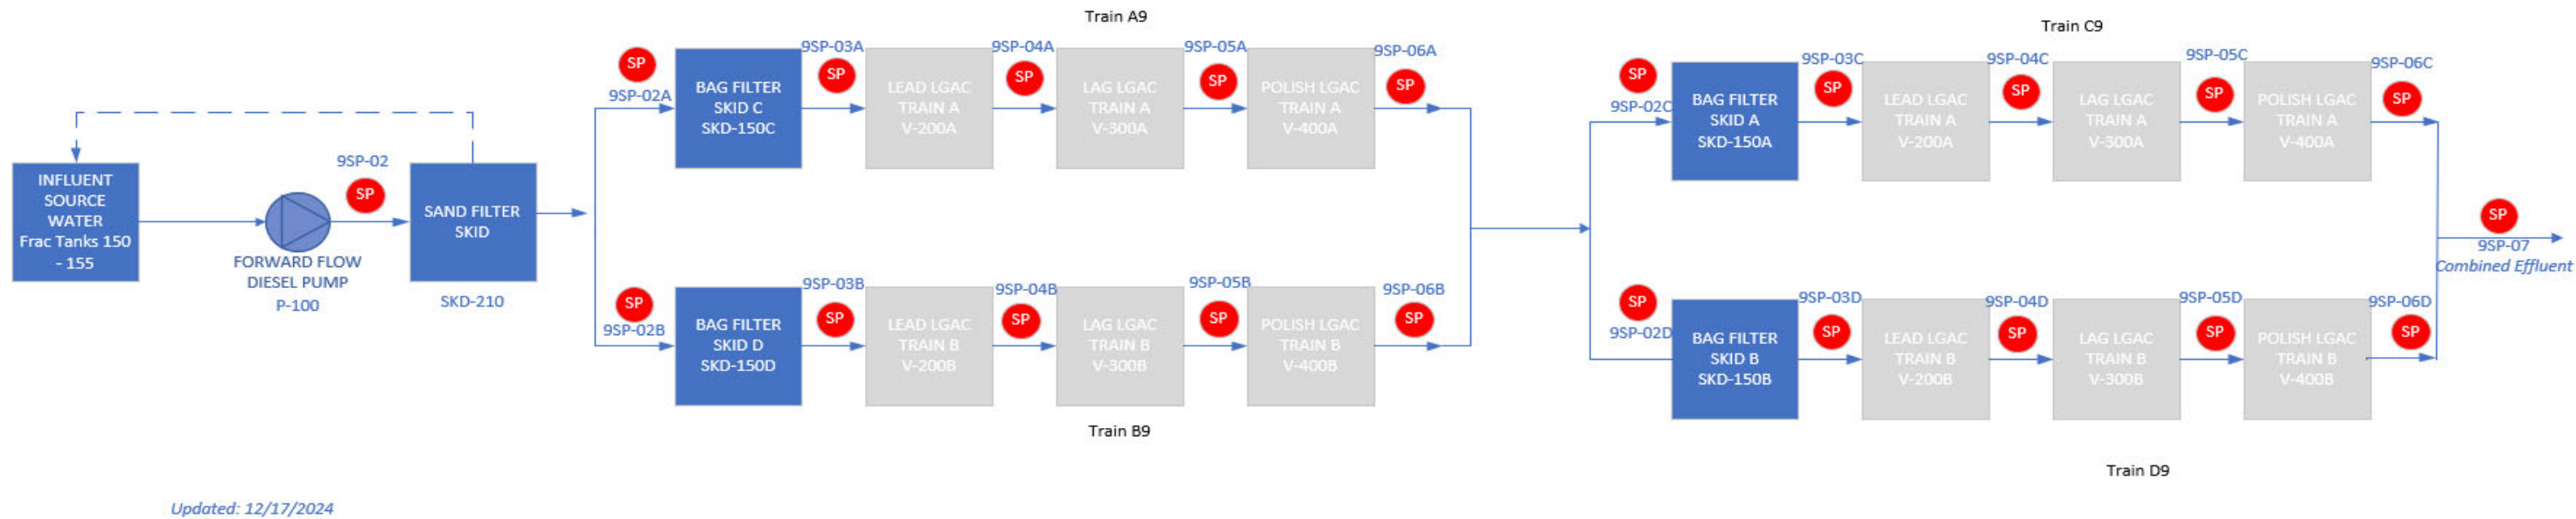 Train A9
Train C9
9SP-03A
9SP-04A
9SP-05A
9SP-06A
9SP-03C
9SP-04C
9SP-05C
9SP-06C
SP
SP
SP
SP
SP
SP
SP
SP
SP
SP
9SP-02A
9SP-02C
BAG FILTER
SKID C
SKD-150C
LEAD LGAC
TRAIN A
V-200A
LAG LGAC
TRAIN A
V-300A
POLISH LGAC
TRAIN A
V-400A
BAG FILTER
SKID A
SKD-150A
LEAD LGAC
TRAIN A
V-200A
LAG LGAC
TRAIN A
V-300A
POLISH LGAC
TRAIN A
V-400A
INFLUENT
SOURCE
WATER
Frac Tanks 150
- 155
9SP-02
SP
FORWARD FLOW
DIESEL PUMP
P-100
SAND FILTER
SKID
SKD-210
SP
9SP-07
Combined Effluent
9SP-03B
9SP-04B
9SP-05B
9SP-06B
9SP-03D
9SP-04D
9SP-05D
9SP-06D
SP
SP
SP
SP
SP
SP
SP
SP
SP
SP
9SP-02B
9SP-02D
BAG FILTER
SKID D
SKD-150D
LEAD LGAC
TRAIN B
V-200B
LAG LGAC
TRAIN B
V-300B
POLISH LGAC
TRAIN B
V-400B
BAG FILTER
SKID B
SKD-150B
LEAD LGAC
TRAIN B
V-200B
LAG LGAC
TRAIN B
V-300B
POLISH LGAC
TRAIN B
V-400B
Train B9
Train D9
Updated: 12/17/2024